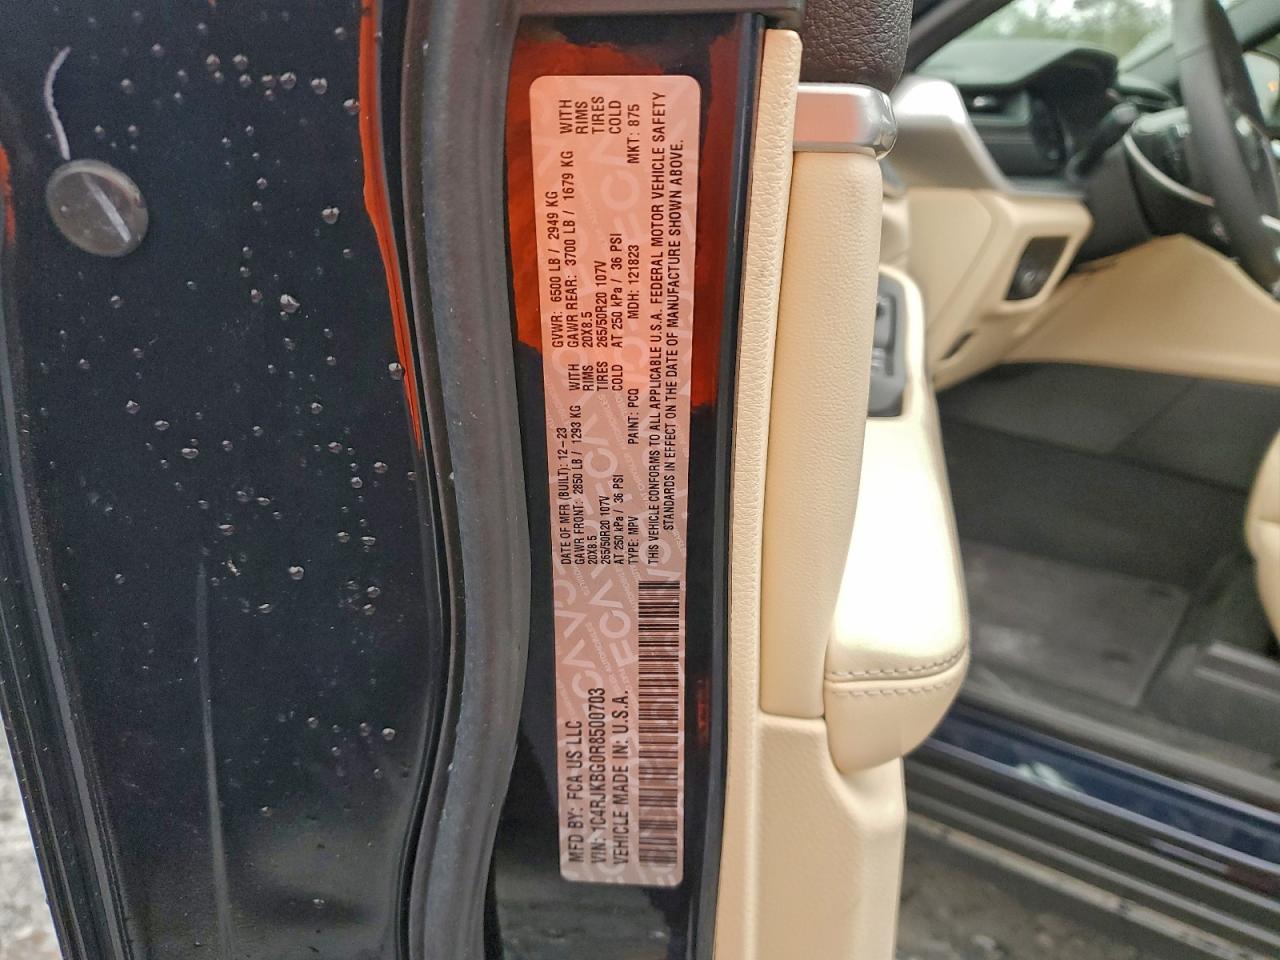 MFD BY: FCA US LLC
VIN: 1C4RJKBG0R8500703
VEHICLE MADE IN: U.S.A.
DATE OF MFR (BUILT): 12-23 GVWR: 6500 LB / 2949 KG
GAWR FRONT: 2850 LB / 1293 KG WITH GAWR REAR: 3700 LB / 1679 KG WITH
20X8.5 RIMS 20X8.5 RIMS
265/50R20 107V TIRES 265/50R20 107V TIRES
AT 250 kPa / 36 PSI COLD AT 250 kPa / 36 PSI COLD
TYPE: MPV PAINT: PCQ MDH: 121823 MKT: 875
THIS VEHICLE CONFORMS TO ALL APPLICABLE U.S.A. FEDERAL MOTOR VEHICLE SAFETY
STANDARDS IN EFFECT ON THE DATE OF MANUFACTURE SHOWN ABOVE.